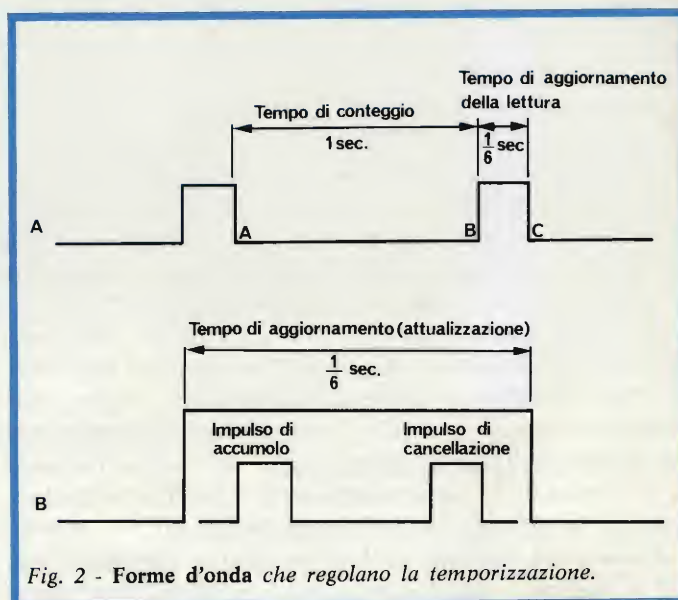 Tempo di aggiornamento
della lettura
Tempo di conteggio
1 sec.
1/6 sec
A
A
B
C
Tempo di aggiornamento (attualizzazione)
1/6 sec.
Impulso di
accumolo
Impulso di
cancellazione
B
Fig. 2 - Forme d'onda che regolano la temporizzazione.